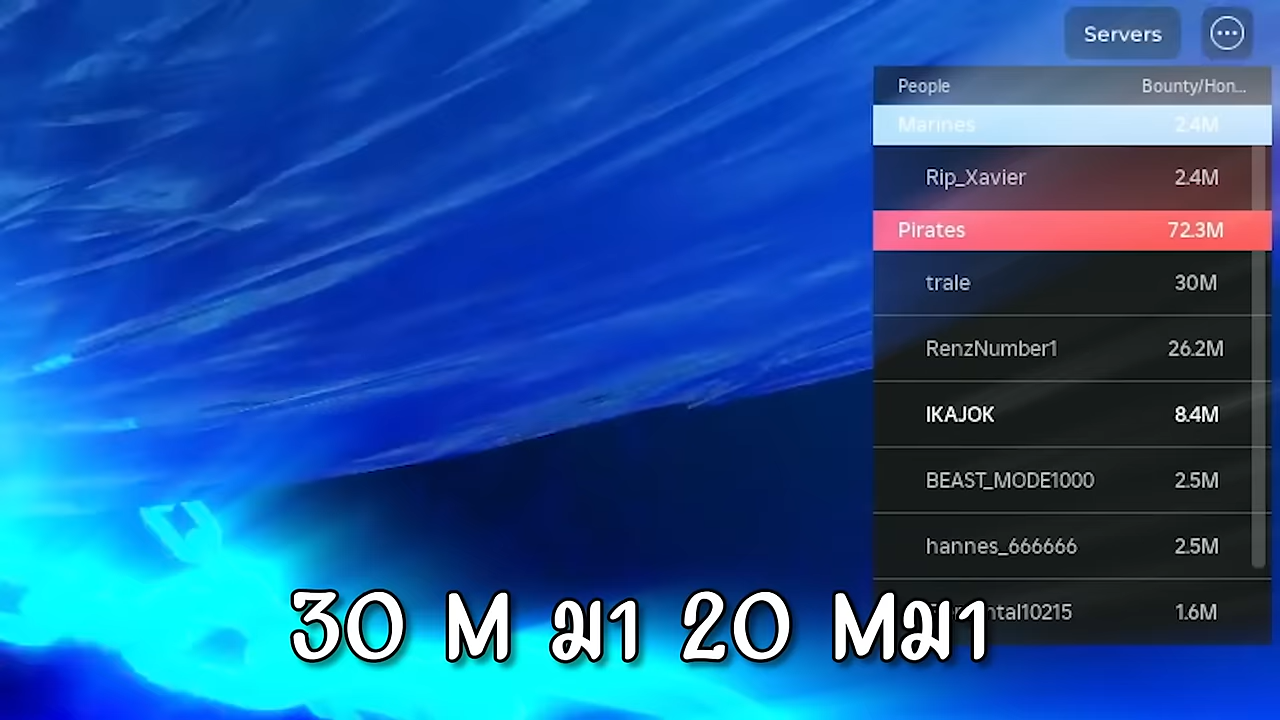 Servers
People Bounty/Hon...
Marines 2.4M
Rip_Xavier 2.4M
Pirates 72.3M
trale 30M
RenzNumber1 26.2M
IKAJOK 8.4M
BEAST_MODE1000 2.5M
hannes_666666 2.5M
1.6M
30 M มา 20 Mมา